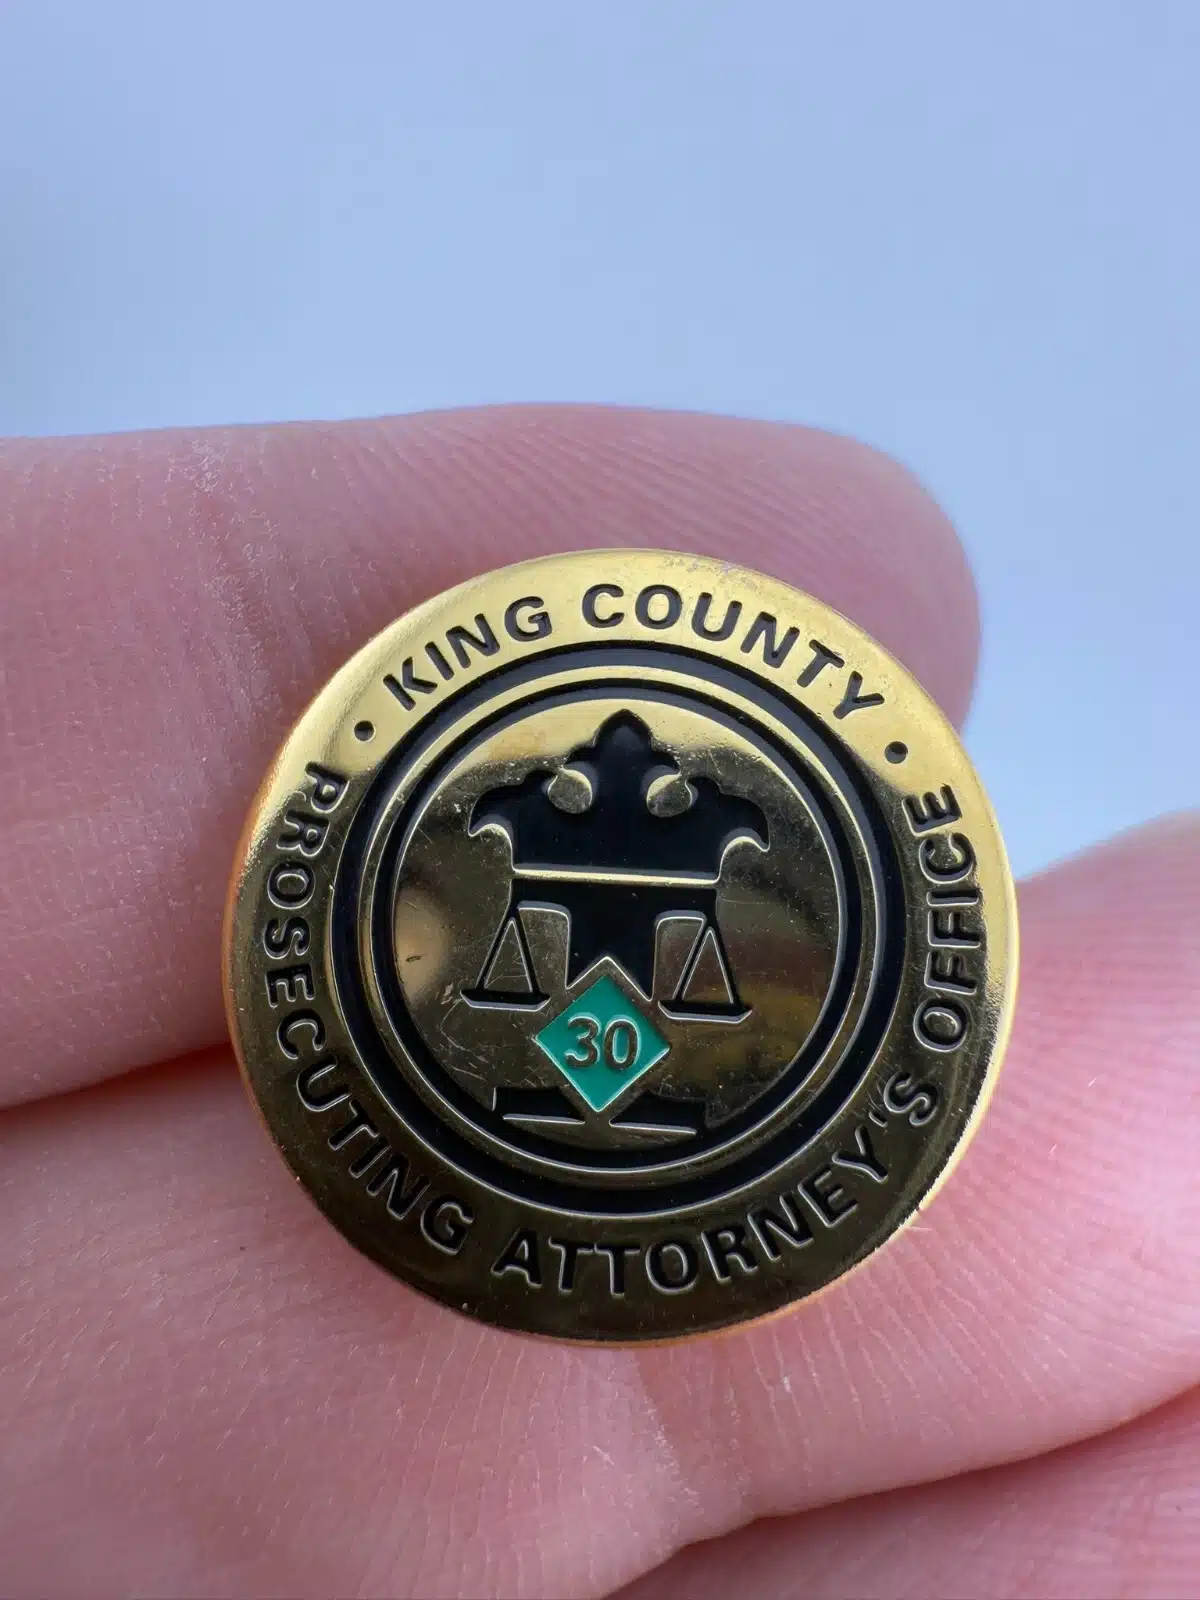 • KING COUNTY •
PROSECUTING ATTORNEY'S OFFICE
30